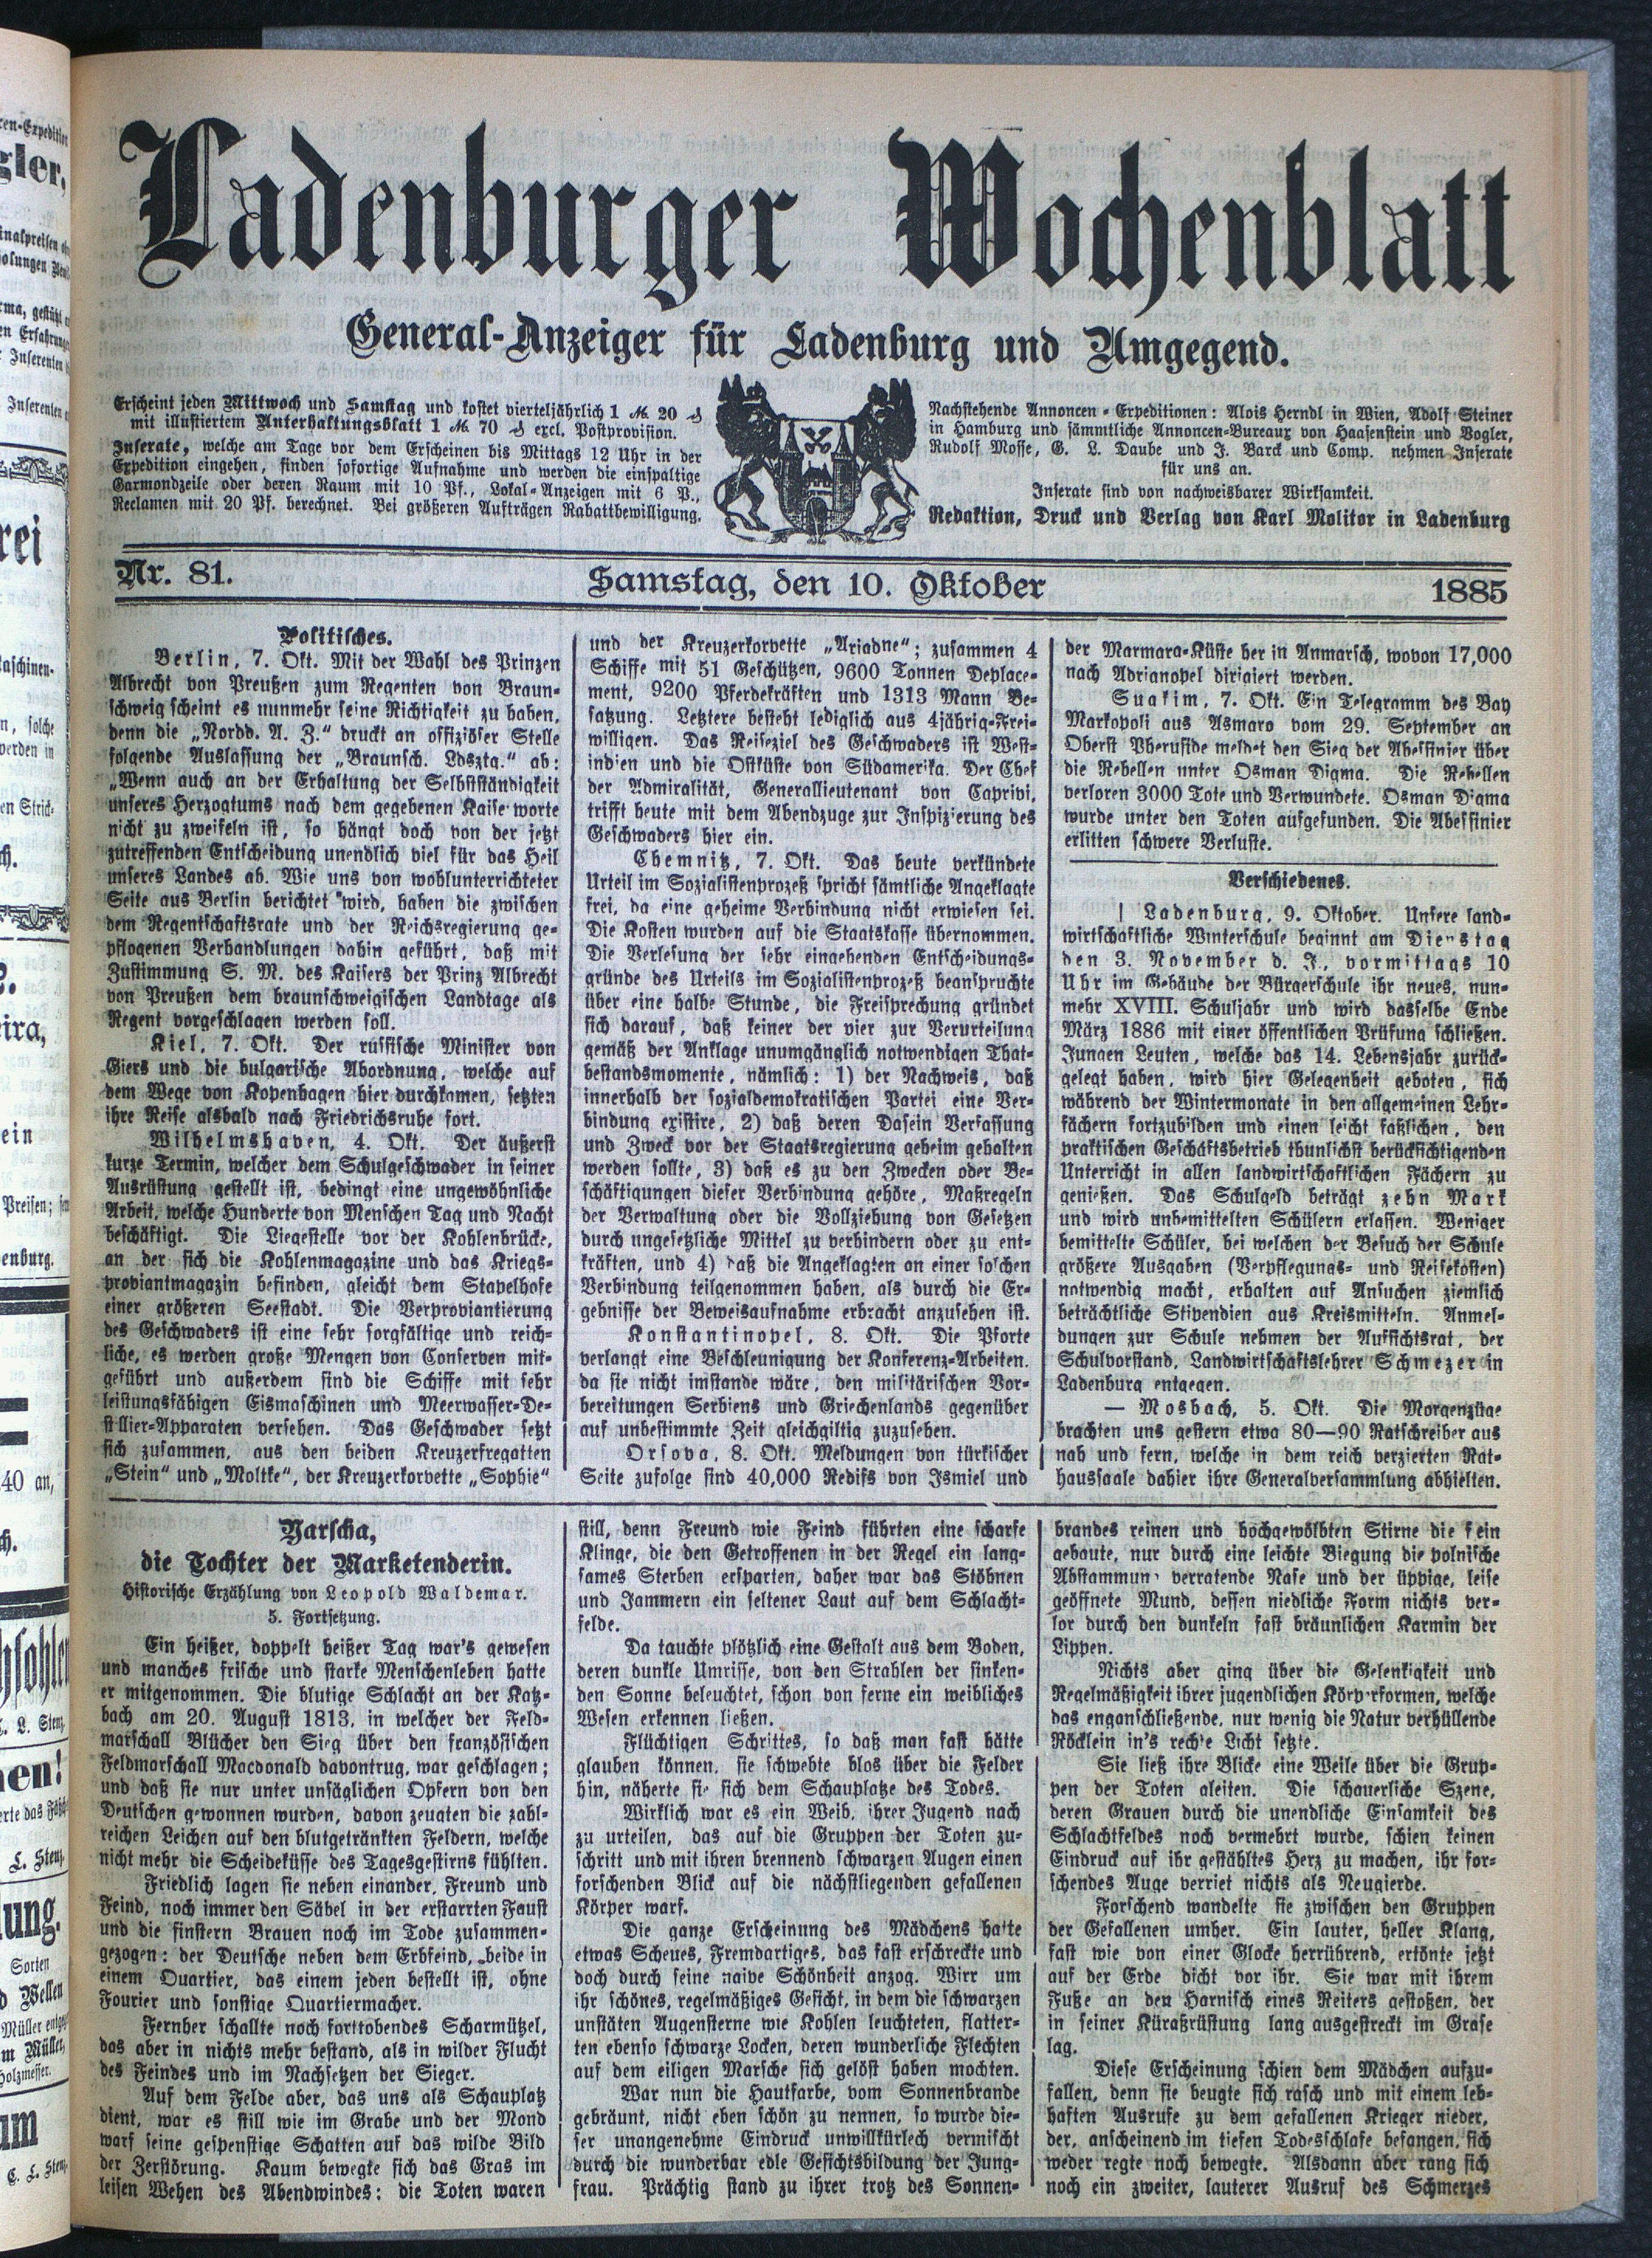 Ladenburger Wochenblatt
General-Anzeiger für Ladenburg und Umgegend.
Erscheint jeden Mittwoch und Samstag und kostet vierteljährlich 1 M. 20 ₰
mit illustriertem Unterhaltungsblatt 1 M. 70 ₰ excl. Postprovision.
Inserate, welche am Tage vor dem Erscheinen bis Mittags 12 Uhr in der
Expedition eingehen, finden sofortige Aufnahme und werden die einspaltige
Garmondzeile oder deren Raum mit 10 Pf., Lokal-Anzeigen mit 6 P.,
Reclamen mit 20 Pf. berechnet. Bei größeren Aufträgen Rabattbewilligung.
Nachstehende Annoncen-Expeditionen: Alois Herndl in Wien, Adolf Steiner
in Hamburg und sämmtliche Annoncen-Bureaux von Haasenstein und Vogler,
Rudolf Mosse, G. L. Daube und J. Barck und Comp. nehmen Inserate
für uns an.
Inserate sind von nachweisbarer Wirksamkeit.
Redaktion, Druck und Verlag von Karl Molitor in Ladenburg
Nr. 81. Samstag, den 10. Oktober 1885
Politisches.
Berlin, 7. Okt. Mit der Wahl des Prinzen
Albrecht von Preußen zum Regenten von Braun-
schweig scheint es nunmehr seine Richtigkeit zu haben,
denn die „Nordd. A. Z.“ druckt an offiziöser Stelle
folgende Auslassung der „Braunsch. Ldsztg.“ ab:
„Wenn auch an der Erhaltung der Selbstständigkeit
unseres Herzogtums nach dem gegebenen Kaiserworte
nicht zu zweifeln ist, so hängt doch von der jetzt
zutreffenden Entscheidung unendlich viel für das Heil
unseres Landes ab. Wie uns von wohlunterrichteter
Seite aus Berlin berichtet wird, haben die zwischen
dem Regentschaftsrate und der Reichsregierung ge-
pflogenen Verhandlungen dahin geführt, daß mit
Zustimmung S. M. des Kaisers der Prinz Albrecht
von Preußen dem braunschweigischen Landtage als
Regent vorgeschlagen werden soll.
Kiel, 7. Okt. Der russische Minister von
Giers und die bulgarische Abordnung, welche auf
dem Wege von Kopenhagen hier durchkamen, setzten
ihre Reise alsbald nach Friedrichsruhe fort.
Wilhelmshaven, 4. Okt. Der äußerst
kurze Termin, welcher dem Schulgeschwader in seiner
Ausrüstung gestellt ist, bedingt eine ungewöhnliche
Arbeit, welche Hunderte von Menschen Tag und Nacht
beschäftigt. Die Liegestelle vor der Kohlenbrücke,
an der sich die Kohlenmagazine und das Kriegs-
proviantmagazin befinden, gleicht dem Stapelhofe
einer größeren Seestadt. Die Verproviantierung
des Geschwaders ist eine sehr sorgfältige und reich-
liche, es werden große Mengen von Conserven mit-
geführt und außerdem sind die Schiffe mit sehr
leistungsfähigen Eismaschinen und Meerwasser-De-
stillier-Apparaten versehen. Das Geschwader setzt
sich zusammen, aus den beiden Kreuzerfregatten
„Stein“ und „Moltke“, der Kreuzerkorvette „Sophie“
und der Kreuzerkorvette „Ariadne“; zusammen 4
Schiffe mit 51 Geschützen, 9600 Tonnen Deplace-
ment, 9200 Pferdekräften und 1313 Mann Be-
satzung. Letztere besteht lediglich aus 4jährig-Frei-
willigen. Das Reiseziel des Geschwaders ist West-
indien und die Ostküste von Südamerika. Der Chef
der Admiralität, Generallieutenant von Caprivi,
trifft heute mit dem Abendzuge zur Inspizierung des
Geschwaders hier ein.
Chemnitz, 7. Okt. Das heute verkündete
Urteil im Sozialistenprozeß spricht sämtliche Angeklagte
frei, da eine geheime Verbindung nicht erwiesen sei.
Die Kosten wurden auf die Staatskasse übernommen.
Die Verlesung der sehr eingehenden Entscheidungs-
gründe des Urteils im Sozialistenprozeß beanspruchte
über eine halbe Stunde, die Freisprechung gründet
sich darauf, daß keiner der vier zur Verurteilung
gemäß der Anklage unumgänglich notwendigen That-
bestandsmomente, nämlich: 1) der Nachweis, daß
innerhalb der sozialdemokratischen Partei eine Ver-
bindung existire, 2) daß deren Dasein Verfassung
und Zweck vor der Staatsregierung geheim gehalten
werden sollte, 3) daß es zu den Zwecken oder Be-
schäftigungen dieser Verbindung gehöre, Maßregeln
der Verwaltung oder die Vollziehung von Gesetzen
durch ungesetzliche Mittel zu verhindern oder zu ent-
kräften, und 4) daß die Angeklagten an einer solchen
Verbindung teilgenommen haben, als durch die Er-
gebnisse der Beweisaufnahme erbracht anzusehen ist.
Konstantinopel, 8. Okt. Die Pforte
verlangt eine Beschleunigung der Konferenz-Arbeiten,
da sie nicht imstande wäre, den militärischen Vor-
bereitungen Serbiens und Griechenlands gegenüber
auf unbestimmte Zeit gleichgiltig zuzusehen.
Orsova, 8. Okt. Meldungen von türkischer
Seite zufolge sind 40,000 Redifs von Ismiel und
der Marmara-Küste her in Anmarsch, wovon 17,000
nach Adrianopel dirigiert werden.
Suakim, 7. Okt. Ein Telegramm des Bay
Markopoli aus Asmaro vom 29. September an
Oberst meldet den Sieg der Abessinier über
die Rebellen unter Osman Digma. Die Rebellen
verloren 3000 Tote und Verwundete. Osman Digma
wurde unter den Toten aufgefunden. Die Abessinier
erlitten schwere Verluste.
Verschiedenes.
| Ladenburg, 9. Oktober. Unsere land-
wirtschaftliche Winterschule beginnt am Dienstag
den 3. November d. J., vormittags 10
Uhr im Gebäude der Bürgerschule ihr neues, nun-
mehr XVIII. Schuljahr und wird dasselbe Ende
März 1886 mit einer öffentlichen Prüfung schließen.
Jungen Leuten, welche das 14. Lebensjahr zurück-
gelegt haben, wird hier Gelegenheit geboten, sich
während der Wintermonate in den allgemeinen Lehr-
fächern fortzubilden und einen leicht faßlichen, den
praktischen Geschäftsbetrieb thunlichst berücksichtigenden
Unterricht in allen landwirtschaftlichen Fächern zu
genießen. Das Schulgeld beträgt zehn Mark
und wird unbemittelten Schülern erlassen. Weniger
bemittelte Schüler, bei welchen der Besuch der Schule
größere Ausgaben (Verpflegungs- und Reisekosten)
notwendig macht, erhalten auf Ansuchen ziemlich
beträchtliche Stipendien aus Kreismitteln. Anmel-
dungen zur Schule nehmen der Aufsichtsrat, der
Schulvorstand, Landwirtschaftslehrer Schmezer in
Ladenburg entgegen.
— Mosbach, 5. Okt. Die Morgenzüge
brachten uns gestern etwa 80—90 Ratschreiber aus
nah und fern, welche in dem reich verzierten Rat-
haussaale dahier ihre Generalversammlung abhielten.
Yarscha,
die Tochter der Marketenderin.
Historische Erzählung von Leopold Waldemar.
5. Fortsetzung.
Ein heißer, doppelt heißer Tag war's gewesen
und manches frische und starke Menschenleben hatte
er mitgenommen. Die blutige Schlacht an der Katz-
bach am 20. August 1813, in welcher der Feld-
marschall Blücher den Sieg über den französischen
Feldmarschall Macdonald davontrug, war geschlagen;
und daß sie nur unter unsäglichen Opfern von den
Deutschen gewonnen wurden, davon zeugten die zahl-
reichen Leichen auf den blutgetränkten Feldern, welche
nicht mehr die Scheideküsse des Tagesgestirns fühlten.
Friedlich lagen sie neben einander, Freund und
Feind, noch immer den Säbel in der erstarrten Faust
und die finstern Brauen noch im Tode zusammen-
gezogen: der Deutsche neben dem Erbfeind, beide in
einem Quartier, das einem jeden bestellt ist, ohne
Fourier und sonstige Quartiermacher.
Fernher schallte noch forttobendes Scharmützel,
das aber in nichts mehr bestand, als in wilder Flucht
des Feindes und im Nachsetzen der Sieger.
Auf dem Felde aber, das uns als Schauplatz
dient, war es still wie im Grabe und der Mond
warf seine gespenstige Schatten auf das wilde Bild
der Zerstörung. Kaum bewegte sich das Gras im
leisen Wehen des Abendwindes: die Toten waren
still, denn Freund wie Feind führten eine scharfe
Klinge, die den Getroffenen in der Regel ein lang-
sames Sterben ersparten, daher war das Stöhnen
und Jammern ein seltener Laut auf dem Schlacht-
felde.
Da tauchte plötzlich eine Gestalt aus dem Boden,
deren dunkle Umrisse, von den Strahlen der sinken-
den Sonne beleuchtet, schon von ferne ein weibliches
Wesen erkennen ließen.
Flüchtigen Schrittes, so daß man fast hätte
glauben können, sie schwebte blos über die Felder
hin, näherte sie sich dem Schauplatze des Todes.
Wirklich war es ein Weib, ihrer Jugend nach
zu urteilen, das auf die Gruppen der Toten zu-
schritt und mit ihren brennend schwarzen Augen einen
forschenden Blick auf die nächstliegenden gefallenen
Körper warf.
Die ganze Erscheinung des Mädchens hatte
etwas Scheues, Fremdartiges, das fast erschreckte und
doch durch seine naive Schönheit anzog. Wirr um
ihr schönes, regelmäßiges Gesicht, in dem die schwarzen
unstäten Augensterne wie Kohlen leuchteten, flatter-
ten ebenso schwarze Locken, deren wunderliche Flechten
auf dem eiligen Marsche sich gelöst haben mochten.
War nun die Hautfarbe, vom Sonnenbrande
gebräunt, nicht eben schön zu nennen, so wurde die-
ser unangenehme Eindruck unwillkürlech vermischt
durch die wunderbar edle Gesichtsbildung der Jung-
frau. Prächtig stand zu ihrer trotz des Sonnen-
brandes reinen und hochgewölbten Stirne die fein
gebaute, nur durch eine leichte Biegung die polnische
Abstammun verratende Nase und der üppige, leise
geöffnete Mund, dessen niedliche Form nichts ver-
lor durch den dunkeln fast bräunlichen Karmin der
Lippen.
Nichts aber ging über die Gelenkigkeit und
Regelmäßigkeit ihrer jugendlichen Körperformen, welche
das enganschließende, nur wenig die Natur verhüllende
Röcklein in's rechte Licht setzte.
Sie ließ ihre Blicke eine Weile über die Grup-
pen der Toten gleiten. Die schauerliche Szene,
deren Grauen durch die unendliche Einsamkeit des
Schlachtfeldes noch vermehrt wurde, schien keinen
Eindruck auf ihr gestähltes Herz zu machen, ihr for-
schendes Auge verriet nichts als Neugierde.
Forschend wandelte sie zwischen den Gruppen
der Gefallenen umher. Ein lauter, heller Klang,
fast wie von einer Glocke herrührend, ertönte jetzt
auf der Erde dicht vor ihr. Sie war mit ihrem
Fuße an den Harnisch eines Reiters gestoßen, der
in seiner Küraßrüstung lang ausgestreckt im Grase
lag.
Diese Erscheinung schien dem Mädchen aufzu-
fallen, denn sie beugte sich rasch und mit einem leb-
haften Ausrufe zu dem gefallenen Krieger nieder,
der, anscheinend im tiefen Todesschlafe befangen, sich
weder regte noch bewegte. Alsdann aber rang sich
noch ein zweiter, lauterer Ausruf des Schmerzes